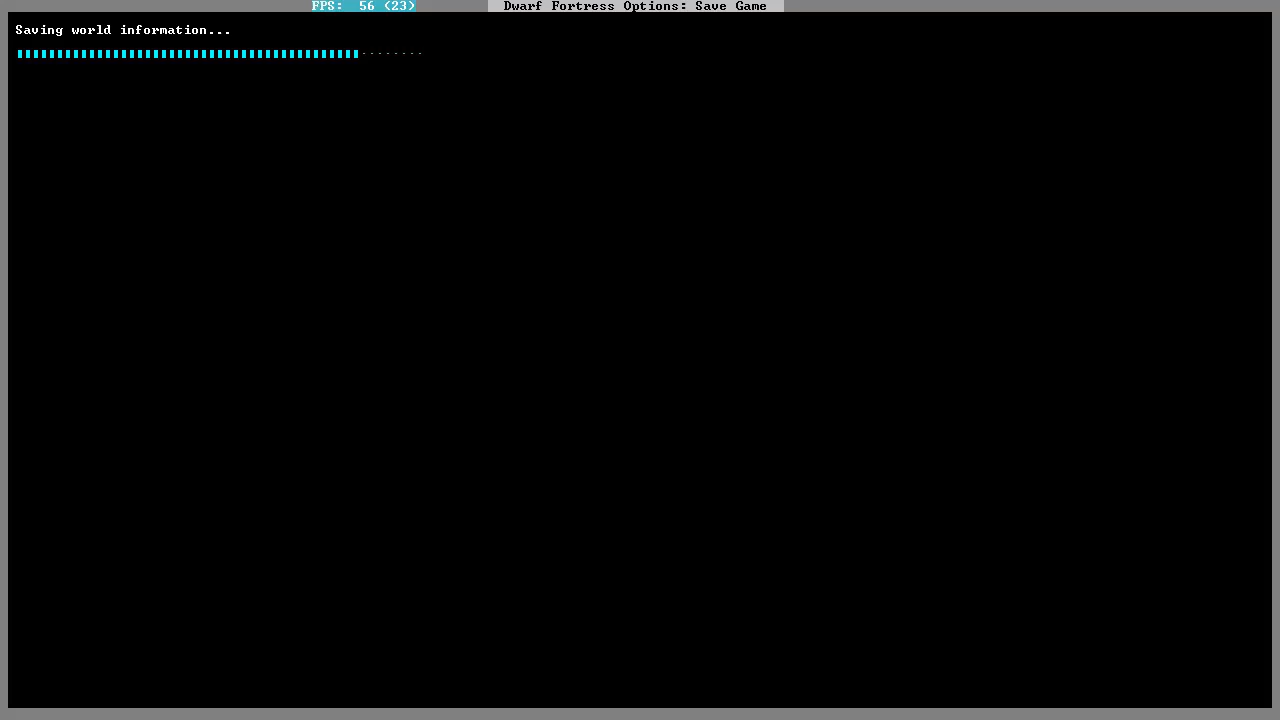 FPS:  56 (23)
Dwarf Fortress Options: Save Game
Saving world information...